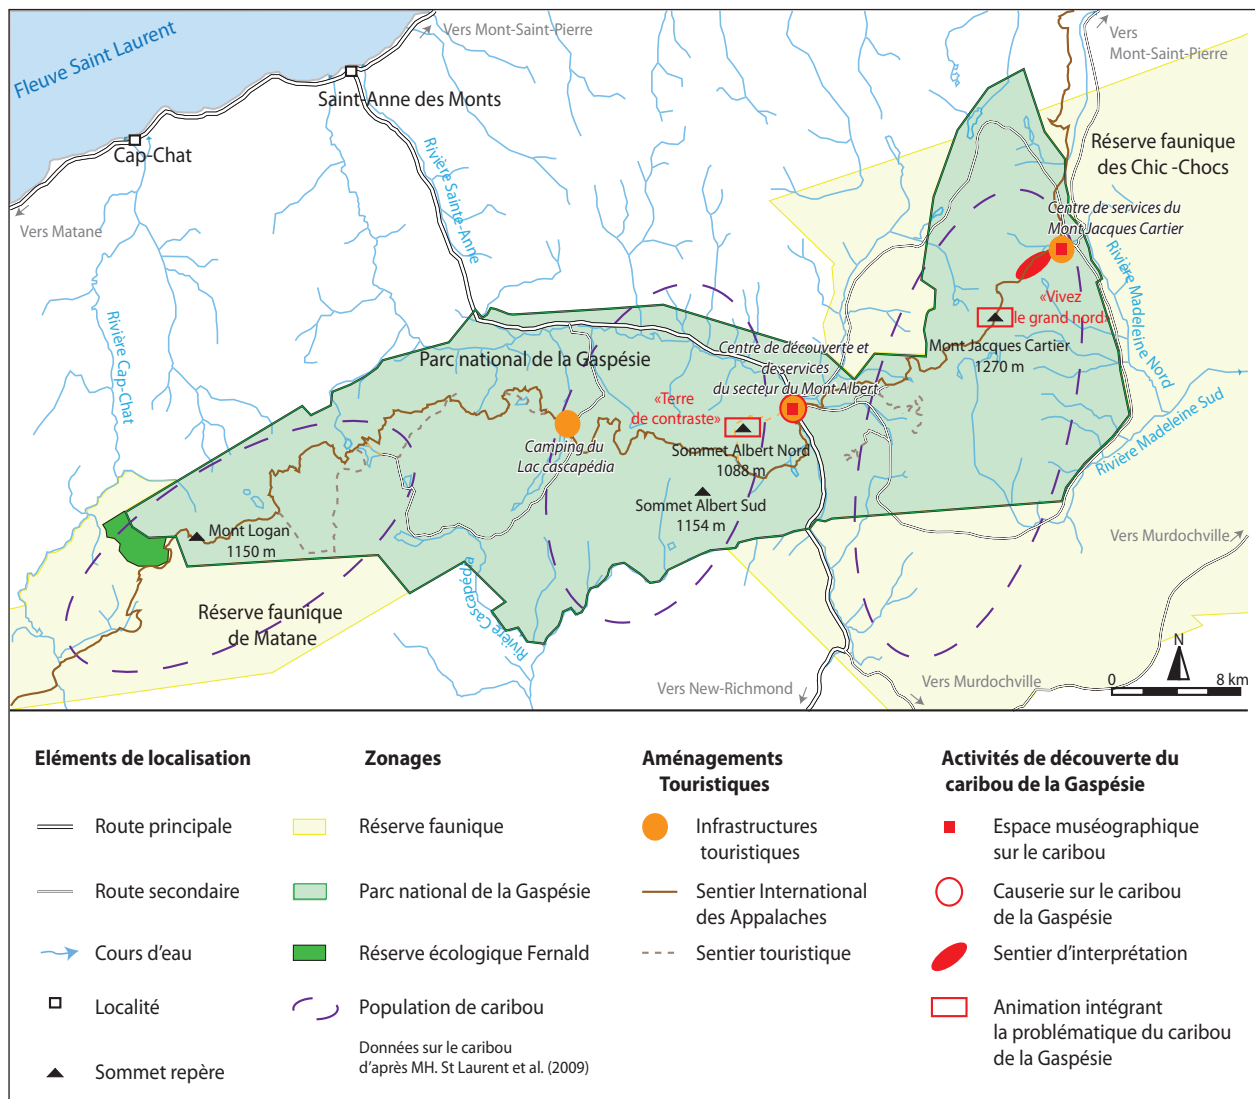 Fleuve Saint Laurent
Vers Mont-Saint-Pierre
Vers
Mont-Saint-Pierre
Saint-Anne des Monts
Cap-Chat
Vers Matane
Rivière Sainte-Anne
Rivière Cap-Chat
Réserve faunique
des Chic -Chocs
Centre de services du
Mont Jacques Cartier
Rivière Madeleine Nord
«Vivez
le grand nord»
Mont Jacques Cartier
1270 m
Parc national de la Gaspésie
Centre de découverte et
de services
du secteur du Mont Albert
«Terre
de contraste»
Sommet Albert Nord
1088 m
Camping du
Lac cascapédia
Rivière Madeleine Sud
Sommet Albert Sud
1154 m
Mont Logan
1150 m
Vers Murdochville
Réserve faunique
de Matane
Rivière Cascapédia
Vers New-Richmond
Vers Murdochville
N
0
8 km
Eléments de localisation
Route principale
Route secondaire
Cours d'eau
Localité
Sommet repère
Zonages
Réserve faunique
Parc national de la Gaspésie
Réserve écologique Fernald
Population de caribou
Données sur le caribou
d'après MH. St Laurent et al. (2009)
Aménagements
Touristiques
Infrastructures
touristiques
Sentier International
des Appalaches
Sentier touristique
Activités de découverte du
caribou de la Gaspésie
Espace muséographique
sur le caribou
Causerie sur le caribou
de la Gaspésie
Sentier d'interprétation
Animation intégrant
la problématique du caribou
de la Gaspésie